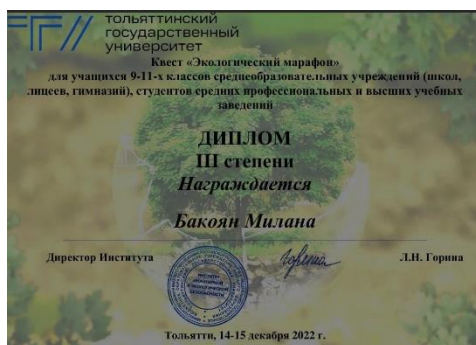 ТГУ
тольяттинский
государственный
университет
Квест «Экологический марафон»
для учащихся 9-11-х классов среднеобразовательных учреждений (школ,
лицеев, гимназий), студентов средних профессиональных и высших учебных
заведений
ДИПЛОМ
III степени
Награждается
Бакоян Милана
Директор Института
Л.Н. Горина
Тольятти, 14-15 декабря 2022 г.